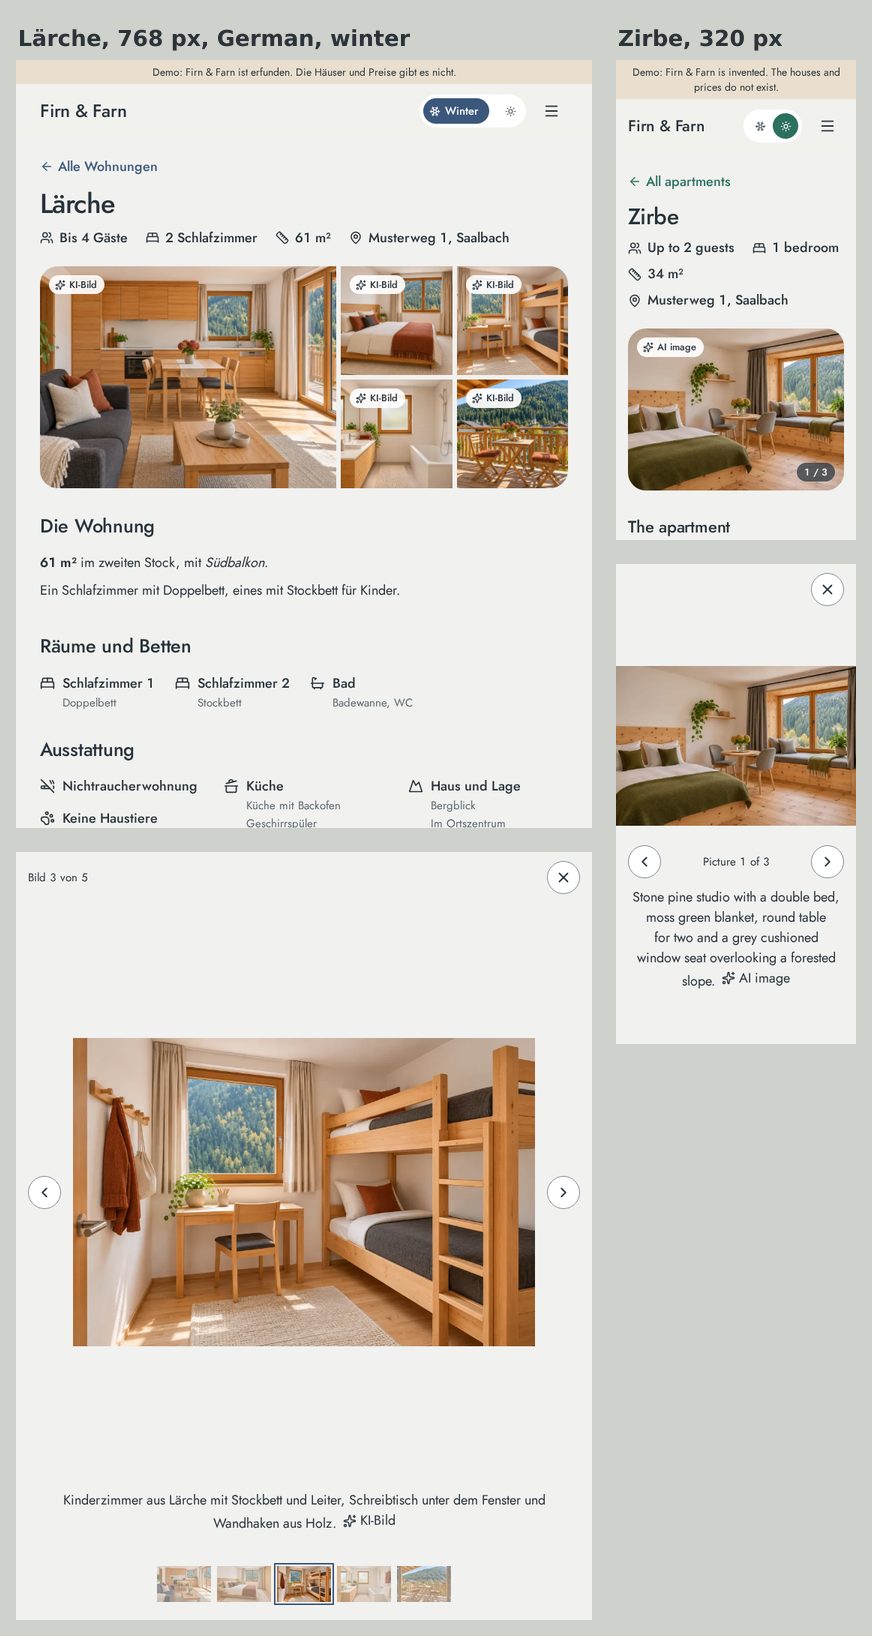 Lärche, 768 px, German, winter
Demo: Firn & Farn ist erfunden. Die Häuser und Preise gibt es nicht.
Firn & Farn
Winter
Alle Wohnungen
Lärche
Bis 4 Gäste
2 Schlafzimmer
61 m²
Musterweg 1, Saalbach
KI-Bild
KI-Bild
KI-Bild
KI-Bild
KI-Bild
Die Wohnung
61 m² im zweiten Stock, mit Südbalkon.
Ein Schlafzimmer mit Doppelbett, eines mit Stockbett für Kinder.
Räume und Betten
Schlafzimmer 1
Doppelbett
Schlafzimmer 2
Stockbett
Bad
Badewanne, WC
Ausstattung
Nichtraucherwohnung
Keine Haustiere
Küche
Küche mit Backofen
Geschirrspüler
Haus und Lage
Bergblick
Im Ortszentrum
Bild 3 von 5
Kinderzimmer aus Lärche mit Stockbett und Leiter, Schreibtisch unter dem Fenster und
Wandhaken aus Holz. KI-Bild
Zirbe, 320 px
Demo: Firn & Farn is invented. The houses and
prices do not exist.
Firn & Farn
All apartments
Zirbe
Up to 2 guests
1 bedroom
34 m²
Musterweg 1, Saalbach
AI image
1 / 3
The apartment
Picture 1 of 3
Stone pine studio with a double bed,
moss green blanket, round table
for two and a grey cushioned
window seat overlooking a forested
slope. AI image